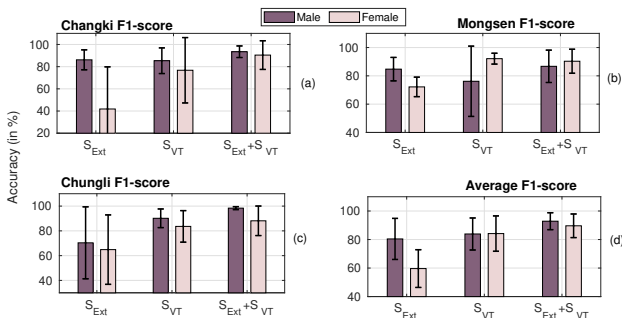 Male Female
Changki F1-score
Mongsen F1-score
100
80
60
40
20
S_Ext S_VT S_Ext+S_VT
(a)
100
80
60
40
S_Ext S_VT S_Ext+S_VT
(b)
Accuracy (in %)
Chungli F1-score
Average F1-score
100
80
60
40
S_Ext S_VT S_Ext+S_VT
(c)
100
80
60
40
S_Ext S_VT S_Ext+S_VT
(d)